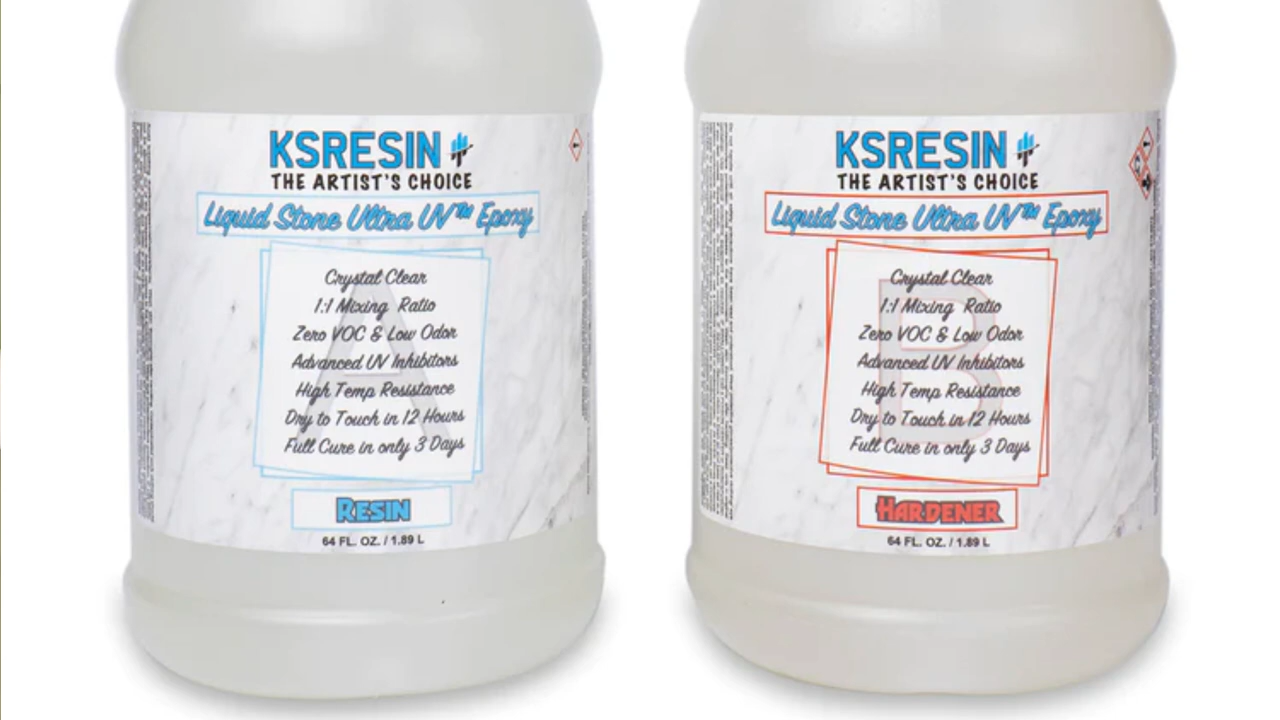 KSRESIN
THE ARTIST'S CHOICE
Liquid Stone Ultra UV™ Epoxy
A
Crystal Clear
1:1 Mixing Ratio
Zero VOC & Low Odor
Advanced UV Inhibitors
High Temp Resistance
Dry to Touch in 12 Hours
Full Cure in only 3 Days
RESIN
64 FL. OZ. / 1.89 L
KSRESIN
THE ARTIST'S CHOICE
Liquid Stone Ultra UV™ Epoxy
B
Crystal Clear
1:1 Mixing Ratio
Zero VOC & Low Odor
Advanced UV Inhibitors
High Temp Resistance
Dry to Touch in 12 Hours
Full Cure in only 3 Days
HARDENER
64 FL. OZ. / 1.89 L